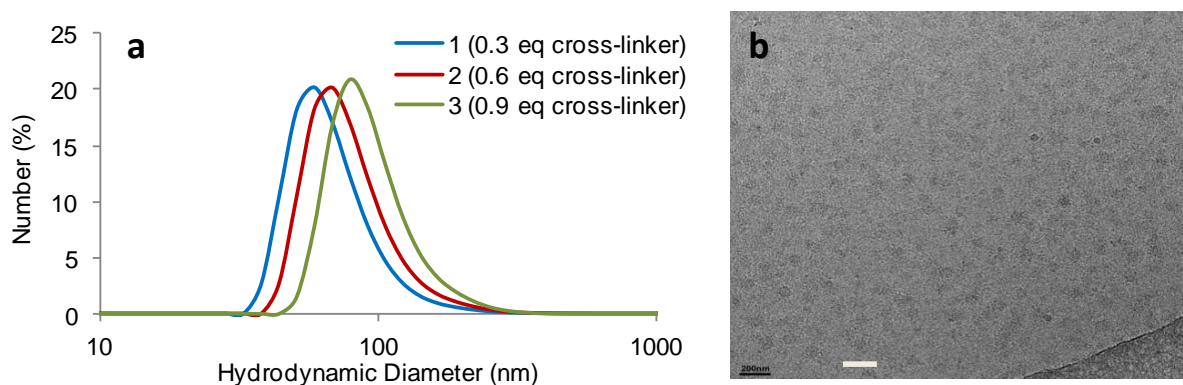 a
25
20
15
10
5
0
Number (%)
1 (0.3 eq cross-linker)
2 (0.6 eq cross-linker)
3 (0.9 eq cross-linker)
10 100 1000
Hydrodynamic Diameter (nm)
b
200nm